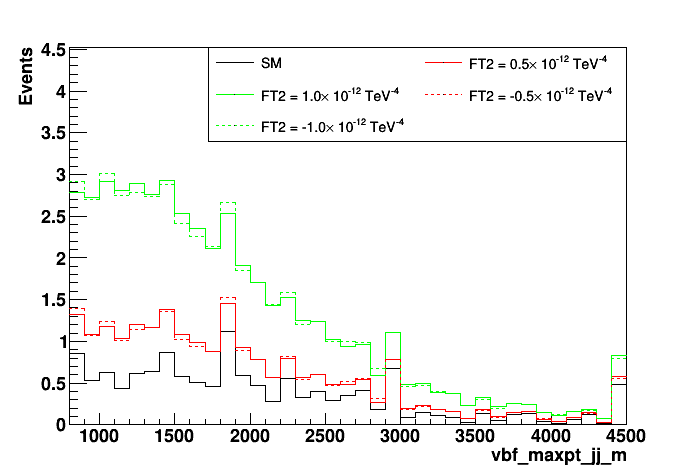 Events
4.5
4
3.5
3
2.5
2
1.5
1
0.5
0
SM
FT2 = 0.5× 10⁻¹² TeV⁻⁴
FT2 = 1.0× 10⁻¹² TeV⁻⁴
FT2 = -0.5× 10⁻¹² TeV⁻⁴
FT2 = -1.0× 10⁻¹² TeV⁻⁴
1000 1500 2000 2500 3000 3500 4000 4500
vbf_maxpt_jj_m